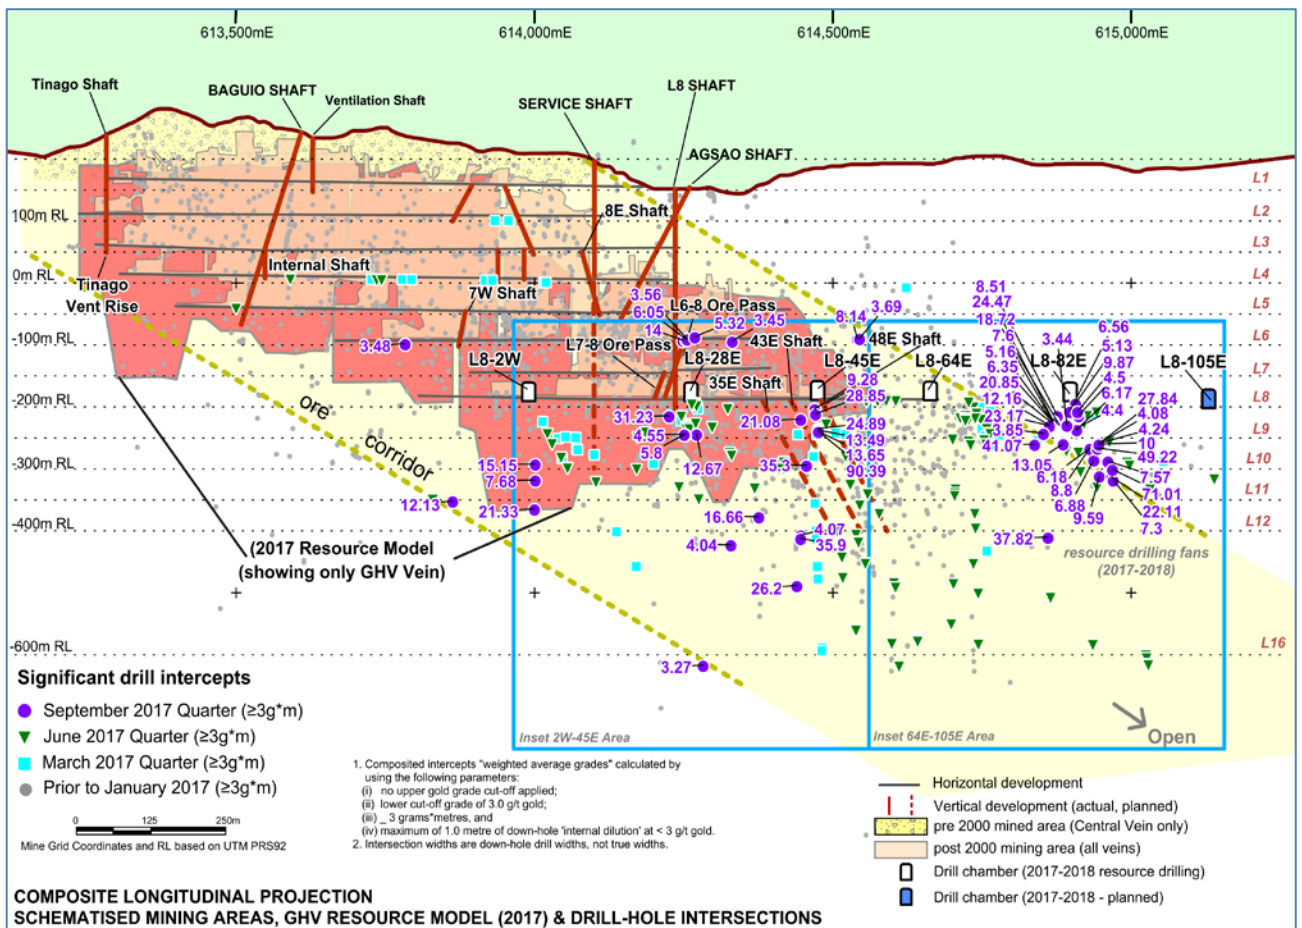 613,500mE
614,000mE
614,500mE
615,000mE
Tinago Shaft
BAGUIO SHAFT
Ventilation Shaft
SERVICE SHAFT
L8 SHAFT
AGSAO SHAFT
L1
100m RL
8E Shaft
L2
L3
0m RL
Internal Shaft
L4
Tinago
Vent Rise
7W Shaft
3.56
L6-8 Ore Pass
6.05
14
5.32
3.45
8.14
3.69
8.51
24.47
18.72
L5
-100m RL
3.48
L7-8 Ore Pass
43E Shaft
48E Shaft
7.6
3.44
6.56
5.13
L6
L8-2W
L8-28E
35E Shaft
L8-45E
L8-64E
5.16
6.35
L8-82E
9.87
4.5
L8-105E
L7
-200m RL
9.28
28.85
20.85
12.16
6.17
4.4
27.84
L8
31.23
21.08
24.89
23.17
3.85
4.08
4.24
L9
4.55
5.8
12.67
13.49
13.65
41.07
10
-300m RL
15.15
7.68
35.3
90.39
13.05
6.18
49.22
L10
ore
corridor
12.13
21.33
8.8
6.88
9.59
7.57
71.01
22.11
7.3
L11
-400m RL
16.66
4.07
35.9
37.82
L12
4.04
(2017 Resource Model
(showing only GHV Vein)
resource drilling fans
(2017-2018)
26.2
-600m RL
3.27
L16
Significant drill intercepts
September 2017 Quarter (≥3g*m)
June 2017 Quarter (≥3g*m)
March 2017 Quarter (≥3g*m)
Prior to January 2017 (≥3g*m)
0 125 250m
Mine Grid Coordinates and RL based on UTM PRS92
Inset 2W-45E Area
Inset 64E-105E Area
Open
1. Composited intercepts "weighted average grades" calculated by
using the following parameters:
(i) no upper gold grade cut-off applied;
(ii) lower cut-off grade of 3.0 g/t gold;
(iii) _ 3 grams*metres, and
(iv) maximum of 1.0 metre of down-hole 'internal dilution' at < 3 g/t gold.
2. Intersection widths are down-hole drill widths, not true widths.
Horizontal development
Vertical development (actual, planned)
pre 2000 mined area (Central Vein only)
post 2000 mining area (all veins)
Drill chamber (2017-2018 resource drilling)
Drill chamber (2017-2018 - planned)
COMPOSITE LONGITUDINAL PROJECTION
SCHEMATISED MINING AREAS, GHV RESOURCE MODEL (2017) & DRILL-HOLE INTERSECTIONS